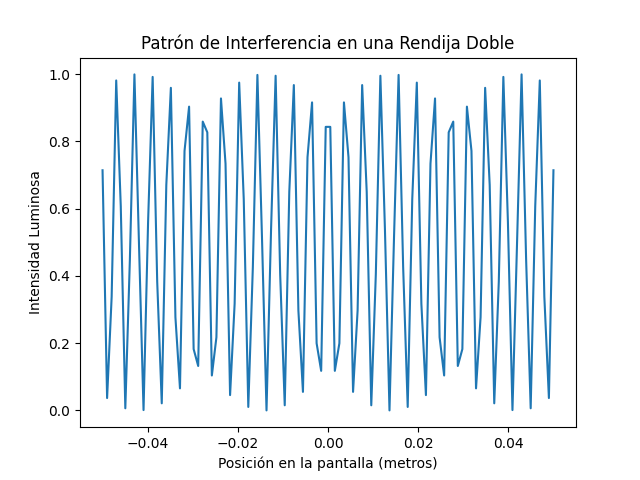 Patrón de Interferencia en una Rendija Doble
1.0
0.8
0.6
0.4
0.2
0.0
Intensidad Luminosa
−0.04 −0.02 0.00 0.02 0.04
Posición en la pantalla (metros)